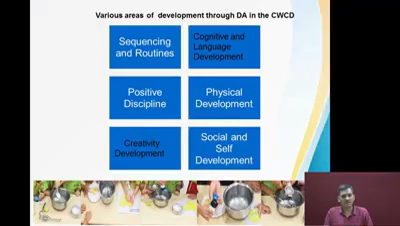 Various areas of development through DA in the CWCD
Sequencing
and Routines
Cognitive and
Language
Development
Positive
Discipline
Physical
Development
Creativity
Development
Social and
Self
Development